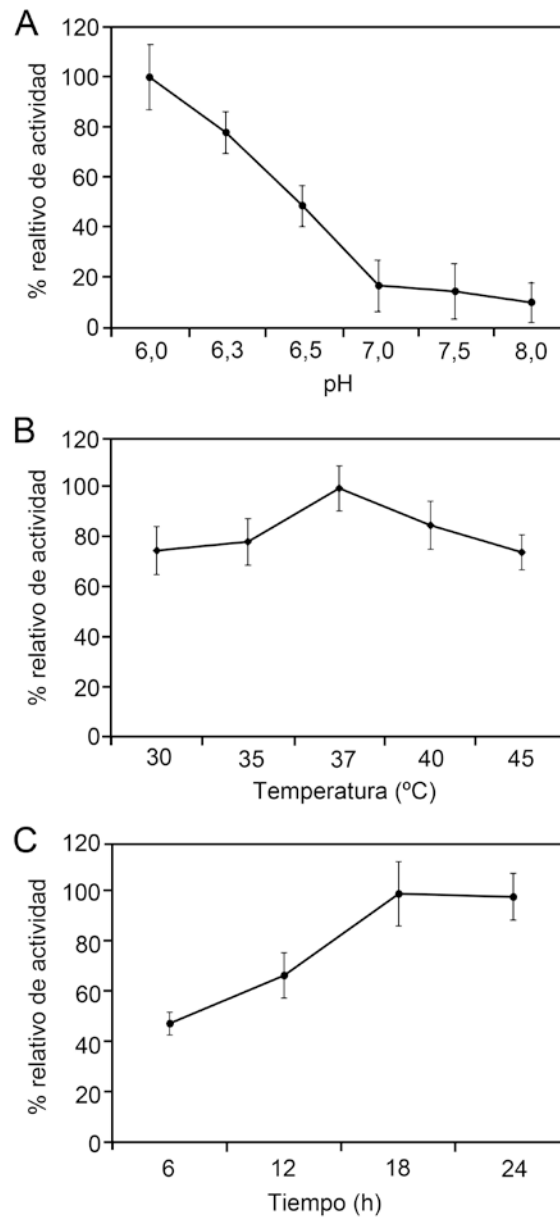 A
% realtivo de actividad
120
100
80
60
40
20
0
6,0 6,3 6,5 7,0 7,5 8,0
pH
B
% relativo de actividad
120
100
80
60
40
20
0
30 35 37 40 45
Temperatura (ºC)
C
% relativo de actividad
120
100
80
60
40
20
0
6 12 18 24
Tiempo (h)